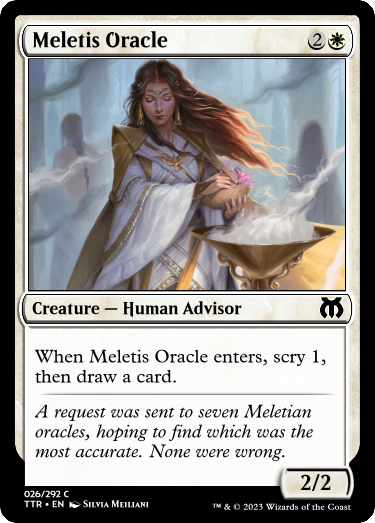 Meletis Oracle 2
Creature — Human Advisor
When Meletis Oracle enters, scry 1,
then draw a card.
A request was sent to seven Meletian
oracles, hoping to find which was the
most accurate. None were wrong.
2/2
026/292 C
TTR • EN Silvia Meiliani
™ & © 2023 Wizards of the Coast